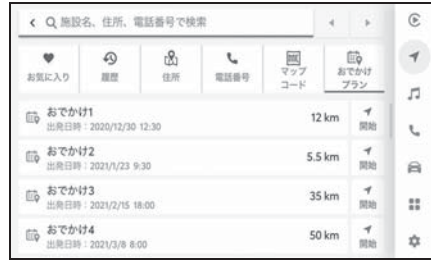 施設名、住所、電話番号で検索
お気に入り
履歴
住所
電話番号
マップ
コード
おでかけ
プラン
おでかけ1
12 km
出発日時：2020/12/30 12:30
開始
おでかけ2
5.5 km
出発日時：2021/1/23 9:30
開始
おでかけ3
35 km
出発日時：2021/2/15 18:00
開始
おでかけ4
50 km
出発日時：2021/3/8 8:00
開始